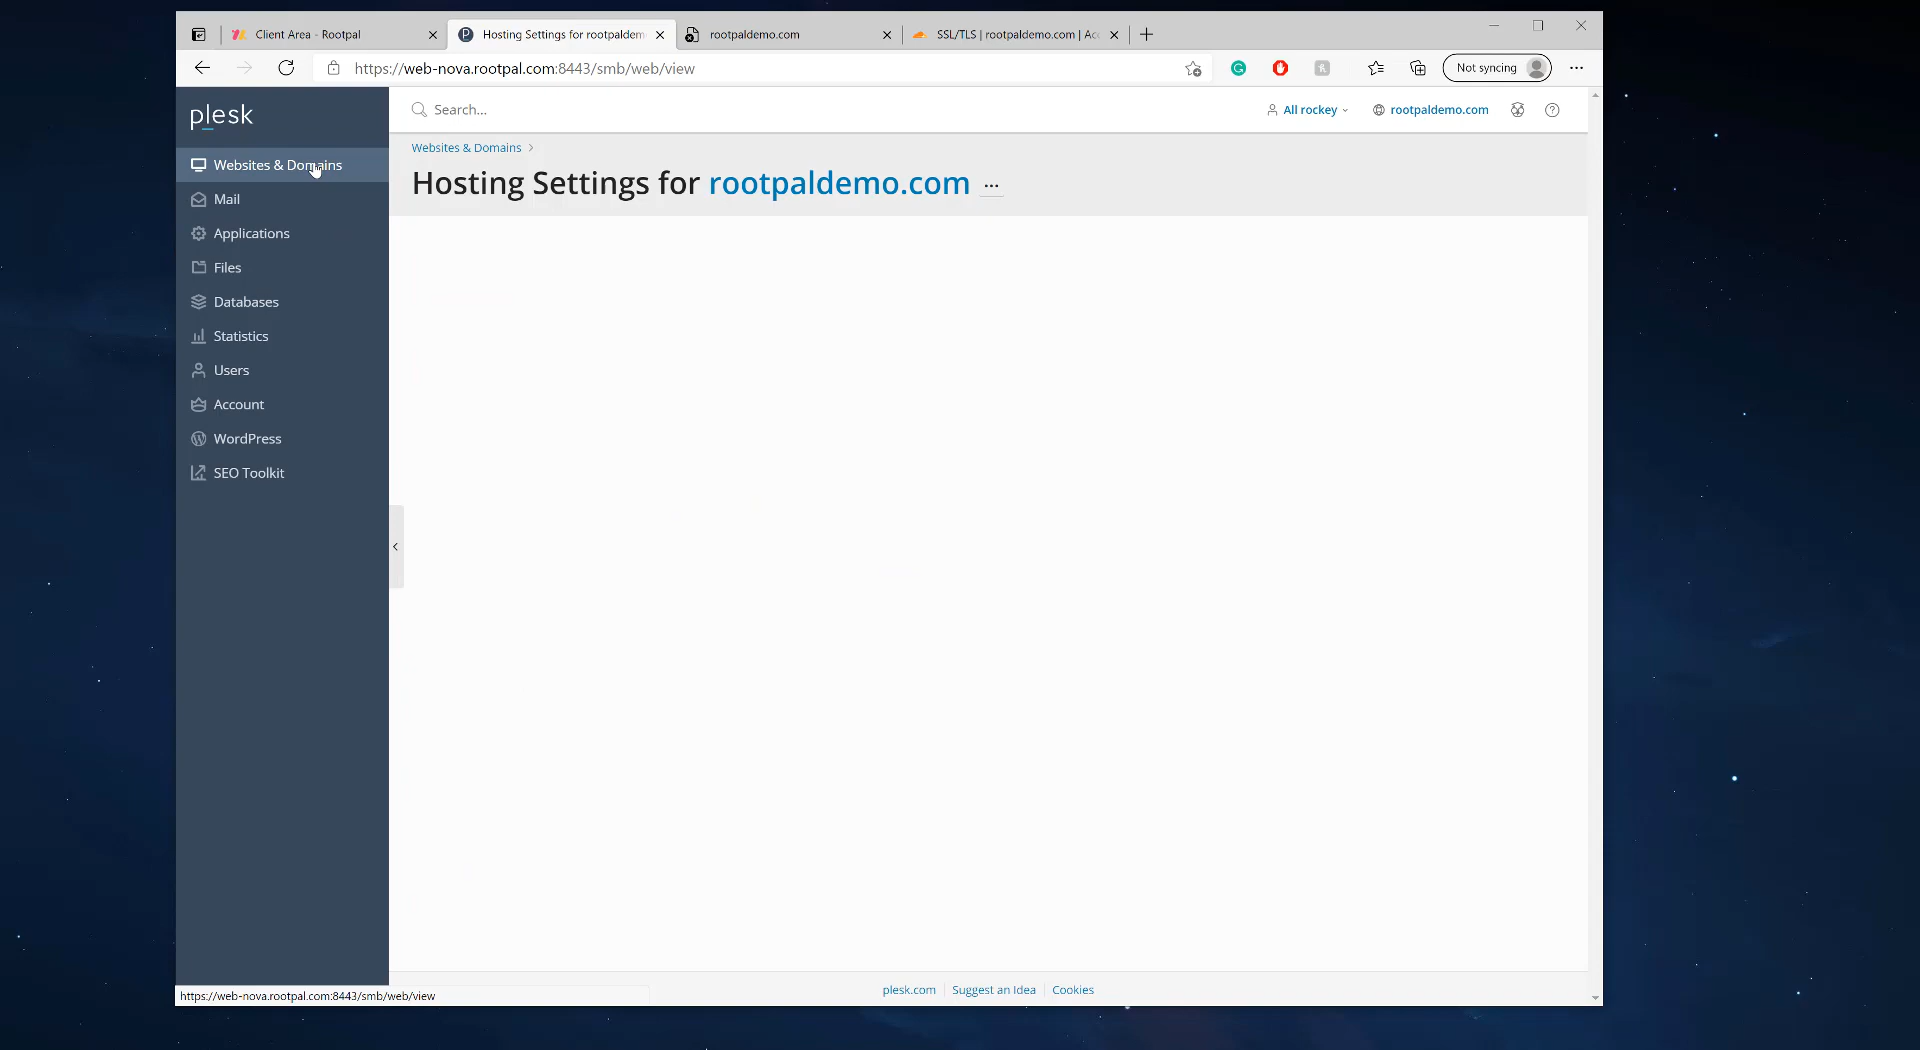 Client Area - Rootpal
Hosting Settings for rootpaldem
rootpaldemo.com
SSL/TLS | rootpaldemo.com | Acc
https://web-nova.rootpal.com:8443/smb/web/view
Not syncing
plesk
Search...
All rockey
rootpaldemo.com
Websites & Domains
Mail
Applications
Files
Databases
Statistics
Users
Account
WordPress
SEO Toolkit
Websites & Domains >
Hosting Settings for rootpaldemo.com ...
plesk.com
Suggest an Idea
Cookies
https://web-nova.rootpal.com:8443/smb/web/view